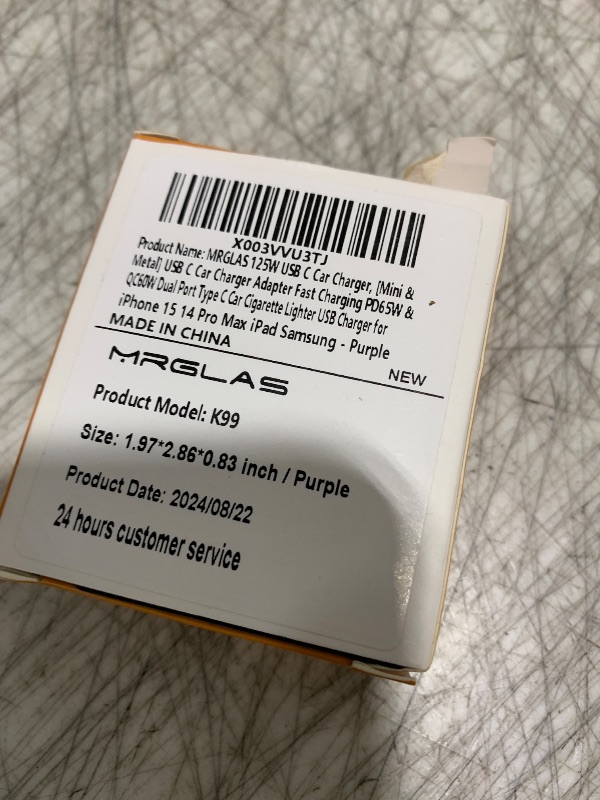 X003VVU3TJ
Product Name: MRGLAS 125W USB C Car Charger, [Mini &
Metal] USB C Car Charger Adapter Fast Charging PD65W &
QC60W Dual Port Type C Car Cigarette Lighter USB Charger for
iPhone 15 14 Pro Max iPad Samsung - Purple
MADE IN CHINA
NEW
MRGLAS
Product Model: K99
Size: 1.97*2.86*0.83 inch / Purple
Product Date: 2024/08/22
24 hours customer service